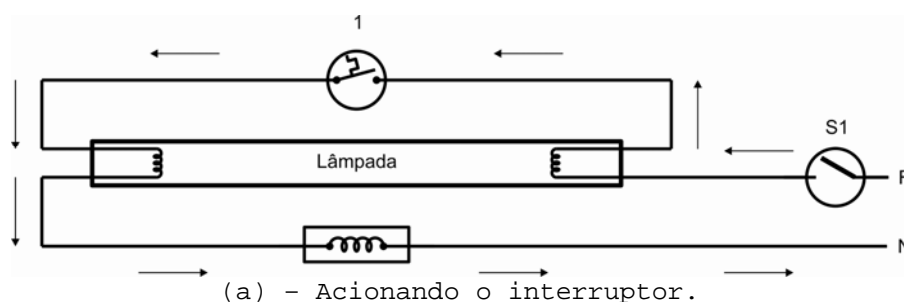 1
S1
Lâmpada
F
N
(a) – Acionando o interruptor.